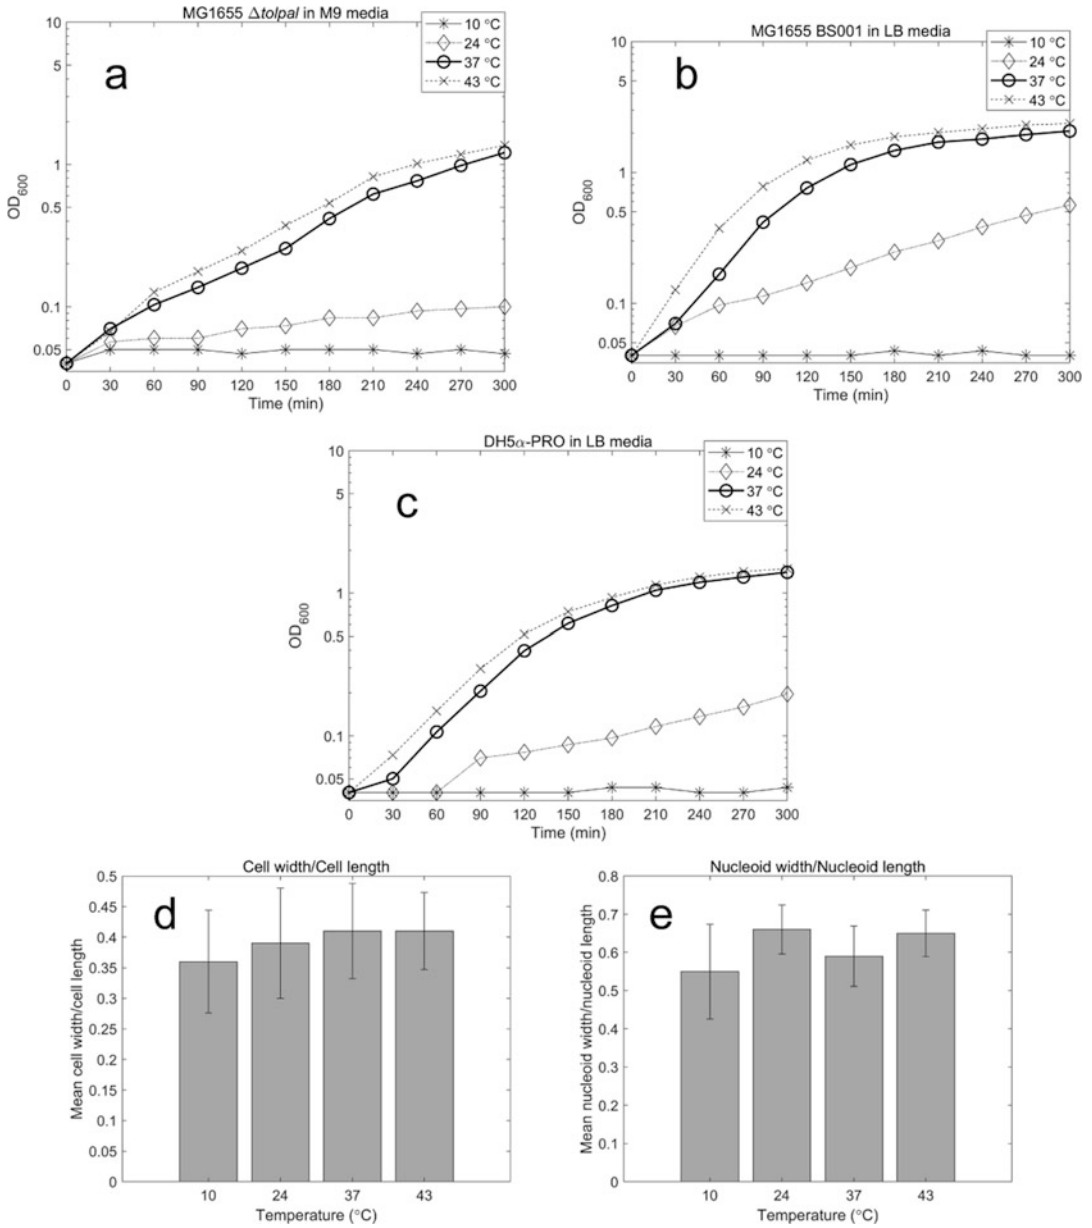 MG1655 Δtolpal in M9 media
a
10 °C
24 °C
37 °C
43 °C
OD600
10
5
1
0.5
0.1
0.05
0 30 60 90 120 150 180 210 240 270 300
Time (min)
MG1655 BS001 in LB media
b
10 °C
24 °C
37 °C
43 °C
OD600
10
5
1
0.5
0.1
0.05
0 30 60 90 120 150 180 210 240 270 300
Time (min)
DH5α-PRO in LB media
c
10 °C
24 °C
37 °C
43 °C
OD600
10
5
1
0.5
0.1
0.05
0 30 60 90 120 150 180 210 240 270 300
Time (min)
Cell width/Cell length
d
Mean cell width/cell length
0.5
0.45
0.4
0.35
0.3
0.25
0.2
0.15
0.1
0.05
0
10 24 37 43
Temperature (°C)
Nucleoid width/Nucleoid length
e
Mean nucleoid width/nucleoid length
0.8
0.7
0.6
0.5
0.4
0.3
0.2
0.1
0
10 24 37 43
Temperature (°C)